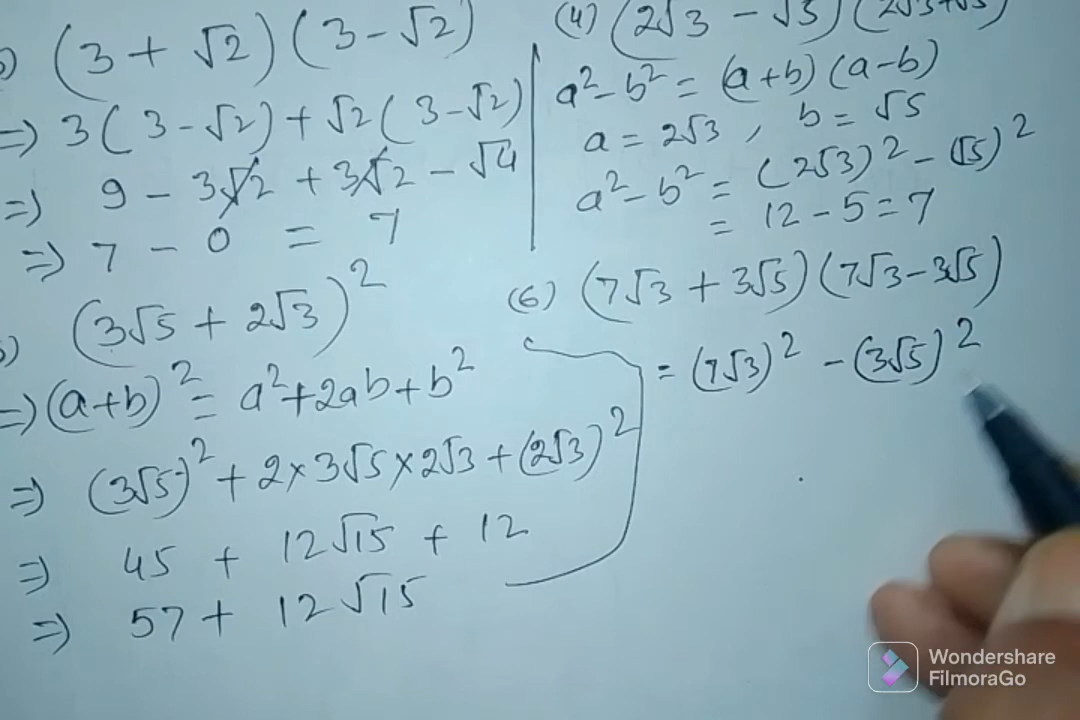 (3 + √2) (3 - √2)
=) 3 (3 - √2) + √2 (3 - √2)
=) 9 - 3√2 + 3√2 - √4
=) 7 - 0 = 7
(3√5 + 2√3)²
=) (a+b)² = a² + 2ab + b²
=) (3√5)² + 2 × 3√5 × 2√3 + (2√3)²
=) 45 + 12√15 + 12
=) 57 + 12√15
(4) (2√3 - √5) (2√3+√5)
a² - b² = (a+b) (a-b)
a = 2√3 , b = √5
a² - b² = (2√3)² - (√5)²
= 12 - 5 = 7
(6) (7√3 + 3√5) (7√3 - 3√5)
= (7√3)² - (3√5)²
Wondershare
FilmoraGo